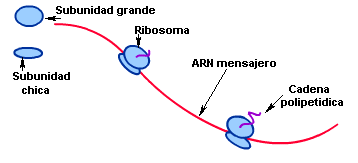 Subunidad grande
Ribosoma
ARN mensajero
Subunidad
chica
Cadena
polipetídica